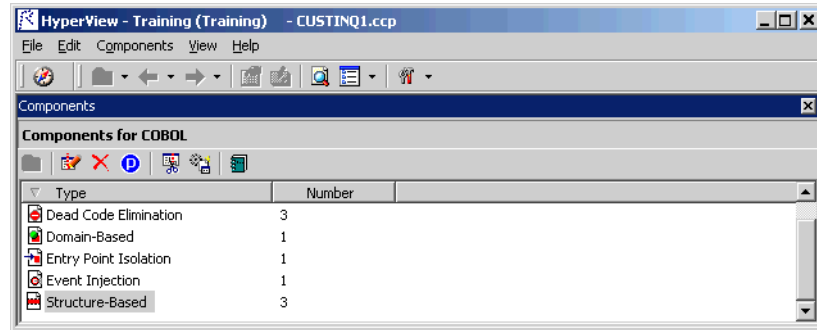 HyperView - Training (Training) - CUSTINQ1.ccp
File Edit Components View Help
Components
Components for COBOL
Type Number
Dead Code Elimination 3
Domain-Based 1
Entry Point Isolation 1
Event Injection 1
Structure-Based 3